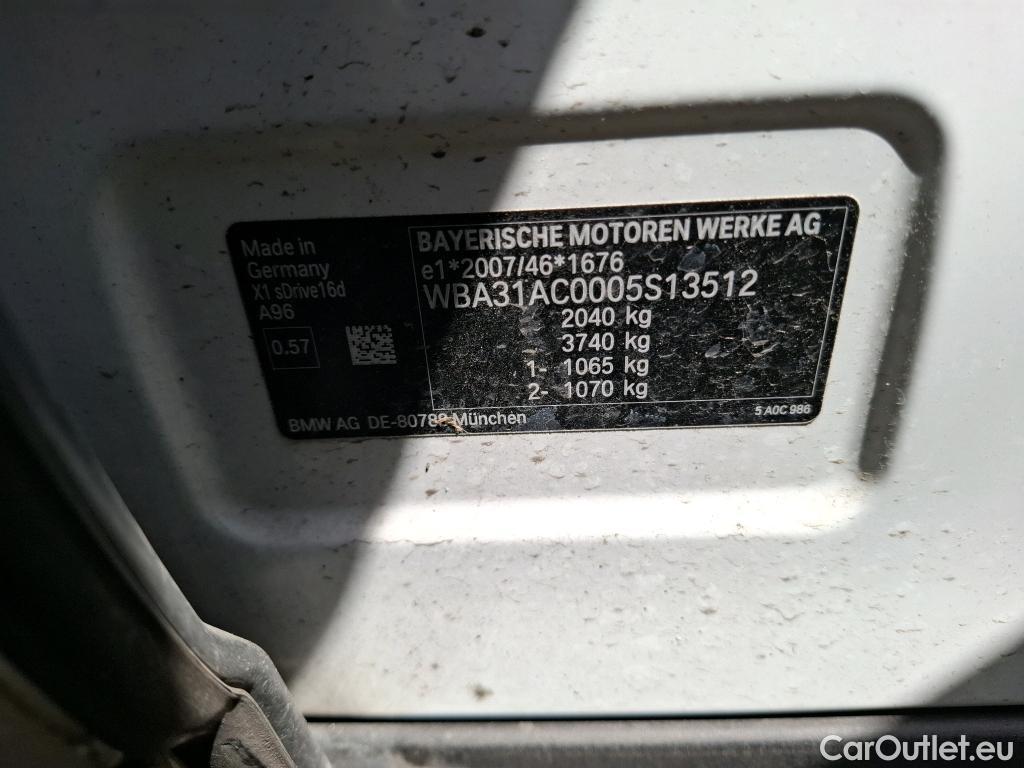 Made in
Germany
X1 sDrive16d
A96
0.57
BAYERISCHE MOTOREN WERKE AG
e1*2007/46*1676
WBA31AC0005S13512
2040 kg
3740 kg
1- 1065 kg
2- 1070 kg
BMW AG DE-80788 München
5 A0C 986
CarOutlet.eu